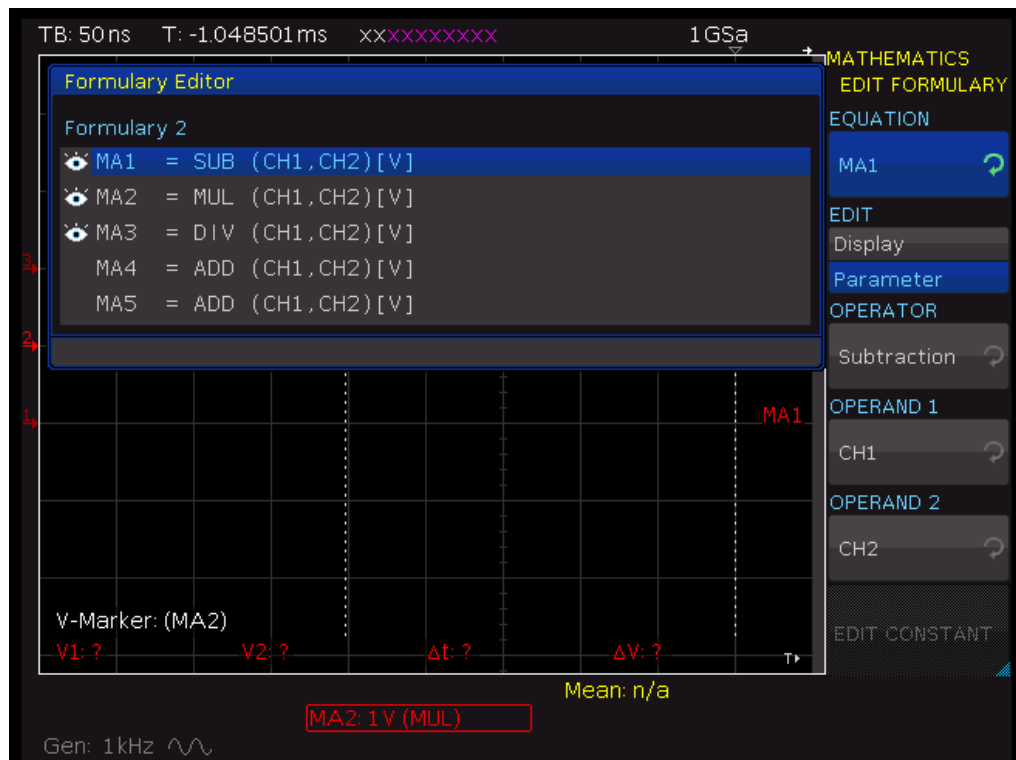 TB: 50 ns T: -1.048501 ms xxxxxxxxxx 1 GSa
MATHEMATICS
EDIT FORMULARY
Formulary Editor
Formulary 2
MA1 = SUB (CH1,CH2)[V]
MA2 = MUL (CH1,CH2)[V]
MA3 = DIV (CH1,CH2)[V]
MA4 = ADD (CH1,CH2)[V]
MA5 = ADD (CH1,CH2)[V]
EQUATION
MA1
EDIT
Display
Parameter
OPERATOR
Subtraction
OPERAND 1
CH1
OPERAND 2
CH2
EDIT CONSTANT
3
2
1
MA1
V-Marker: (MA2)
V1: ? V2: ? Δt: ? ΔV: ?
T
Mean: n/a
MA2: 1 V (MUL)
Gen: 1 kHz